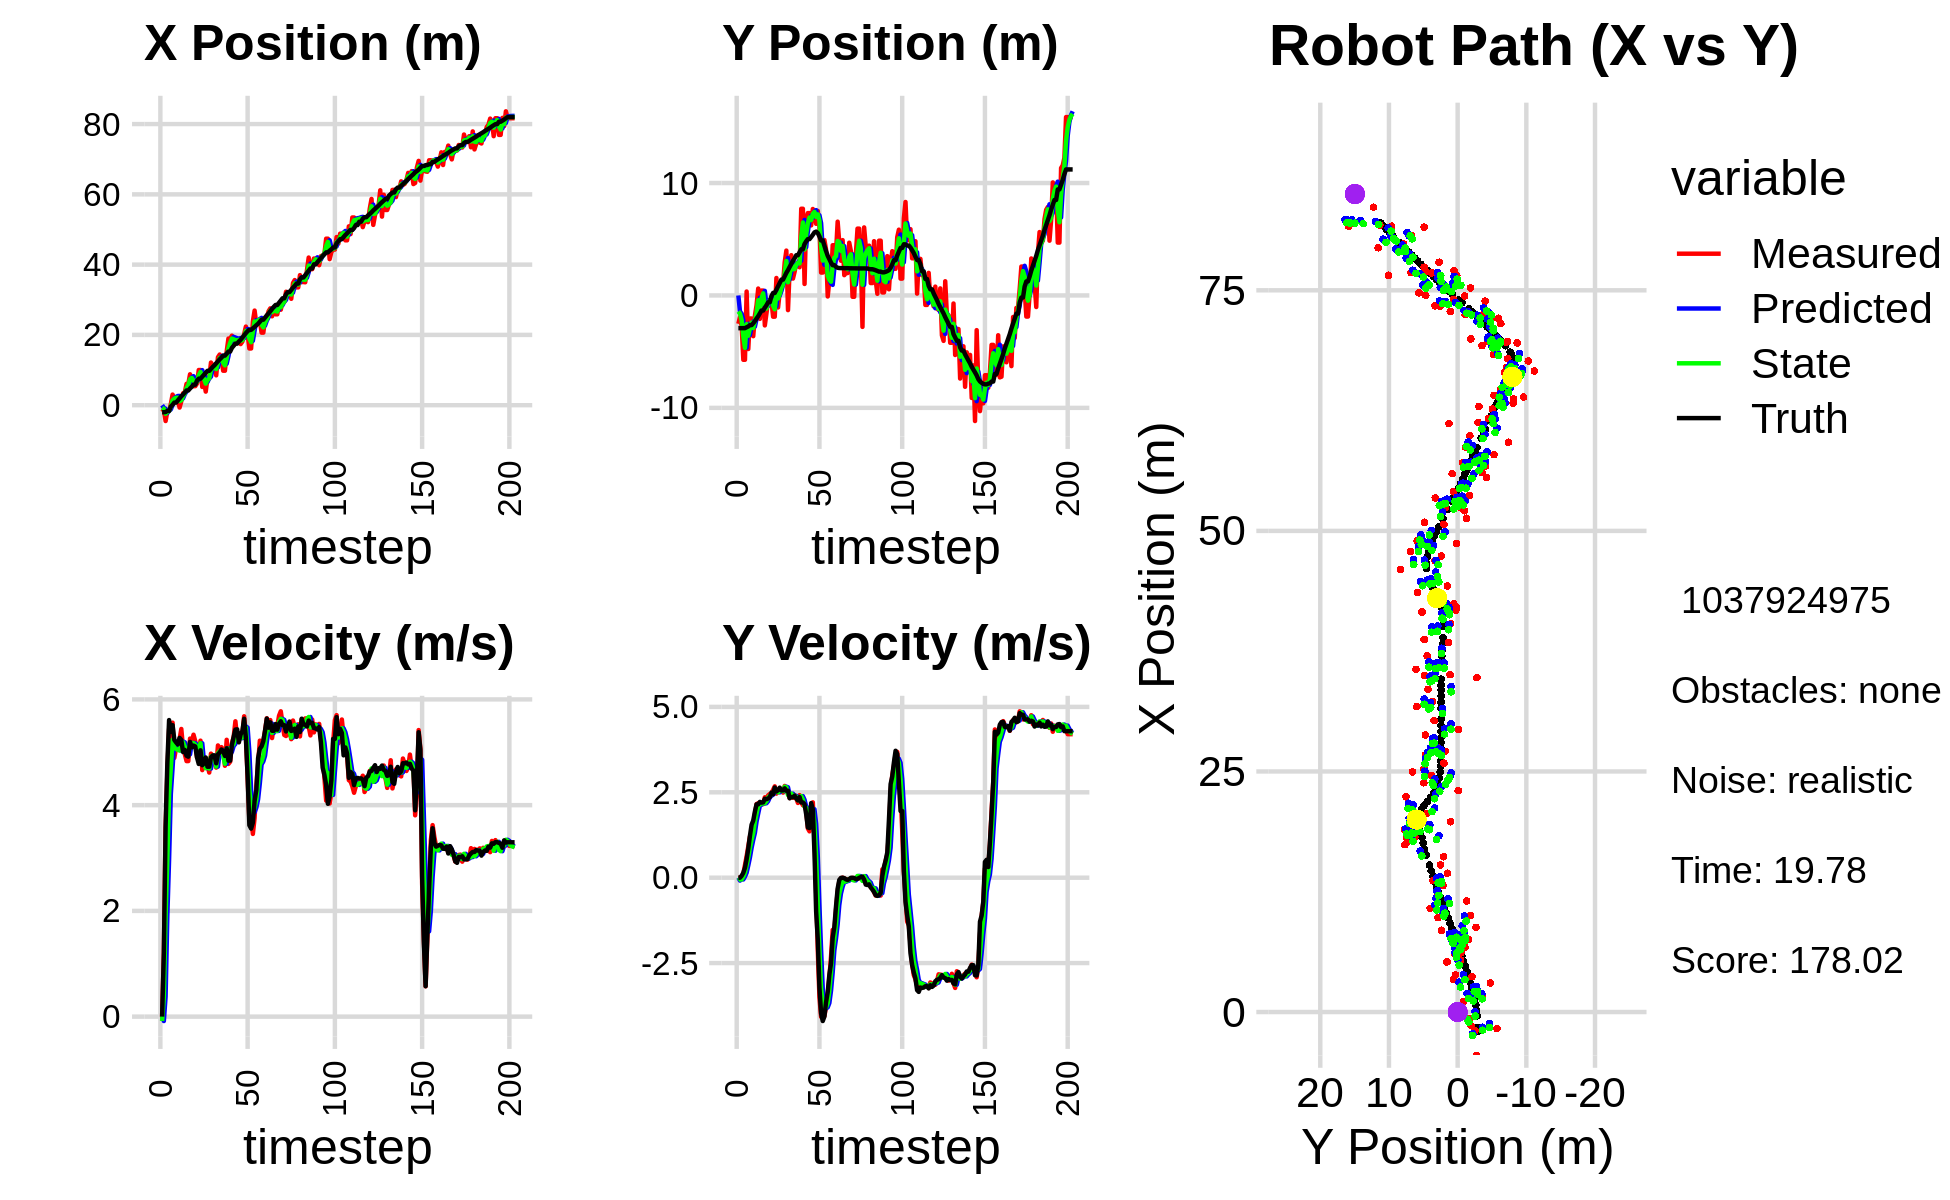 X Position (m)
80
60
40
20
0
0
50
100
150
200
timestep
Y Position (m)
10
0
-10
0
50
100
150
200
timestep
X Velocity (m/s)
6
4
2
0
0
50
100
150
200
timestep
Y Velocity (m/s)
5.0
2.5
0.0
-2.5
0
50
100
150
200
timestep
Robot Path (X vs Y)
X Position (m)
75
50
25
0
20 10 0 -10 -20
Y Position (m)
variable
Measured
Predicted
State
Truth
1037924975
Obstacles: none
Noise: realistic
Time: 19.78
Score: 178.02